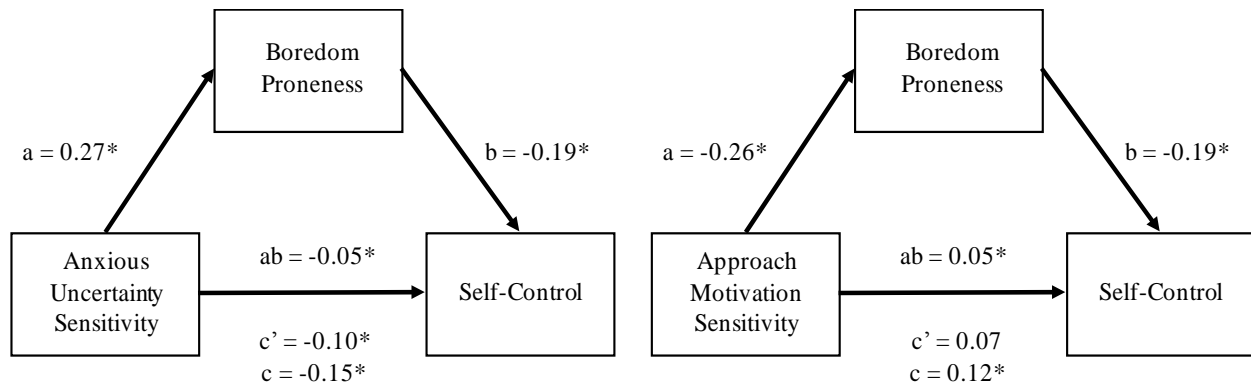 Boredom
Proneness
a = 0.27*
b = -0.19*
Anxious
Uncertainty
Sensitivity
ab = -0.05*
Self-Control
c’ = -0.10*
c = -0.15*
Boredom
Proneness
a = -0.26*
b = -0.19*
Approach
Motivation
Sensitivity
ab = 0.05*
Self-Control
c’ = 0.07
c = 0.12*